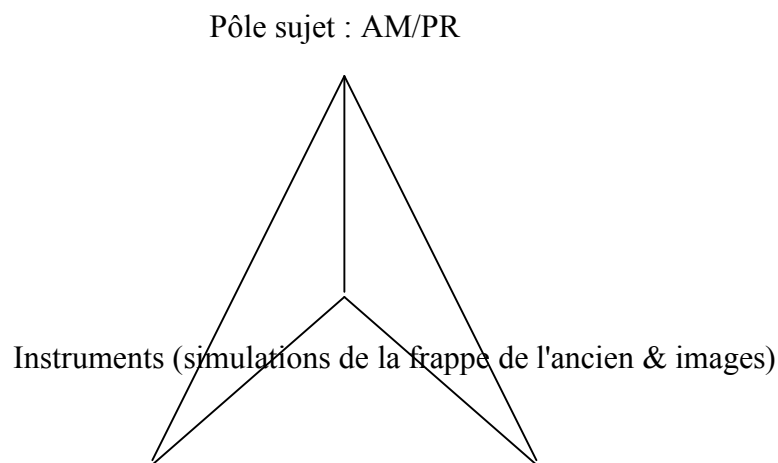 Pôle sujet : AM/PR
Instruments (simulations de la frappe de l'ancien & images)